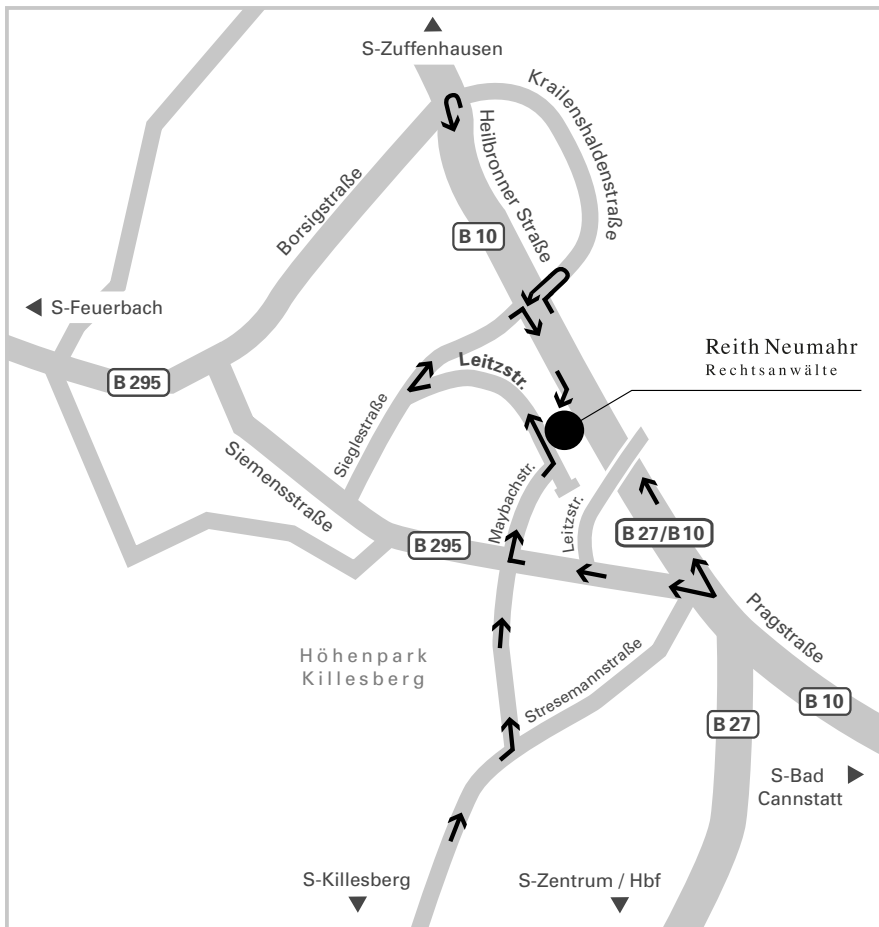 S-Zuffenhausen
Krailenshaldenstraße
Heilbronner Straße
Borsigstraße
B 10
S-Feuerbach
Reith Neumahr
Rechtsanwälte
Leitzstr.
B 295
Sieglestraße
Siemensstraße
Maybachstr.
Leitzstr.
B 27/B 10
B 295
Pragstraße
Höhenpark
Killesberg
Stresemannstraße
B 10
B 27
S-Bad
Cannstatt
S-Killesberg
S-Zentrum / Hbf